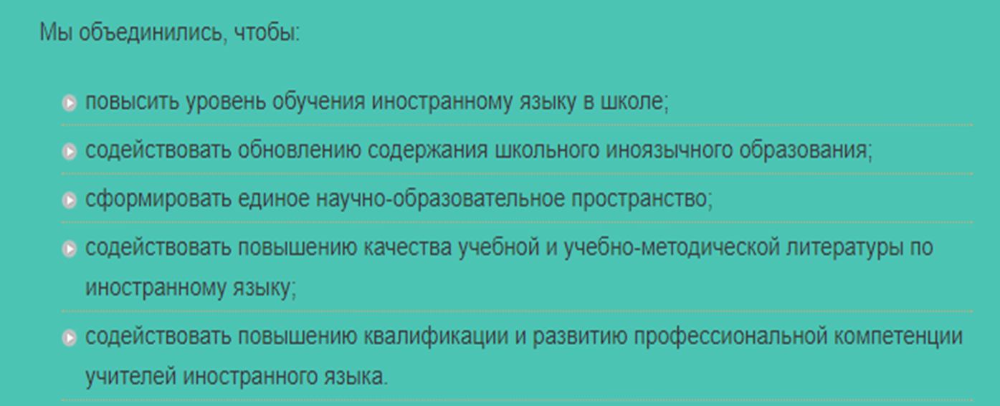 Мы объединились, чтобы:
повысить уровень обучения иностранному языку в школе;
содействовать обновлению содержания школьного иноязычного образования;
сформировать единое научно-образовательное пространство;
содействовать повышению качества учебной и учебно-методической литературы по
иностранному языку;
содействовать повышению квалификации и развитию профессиональной компетенции
учителей иностранного языка.